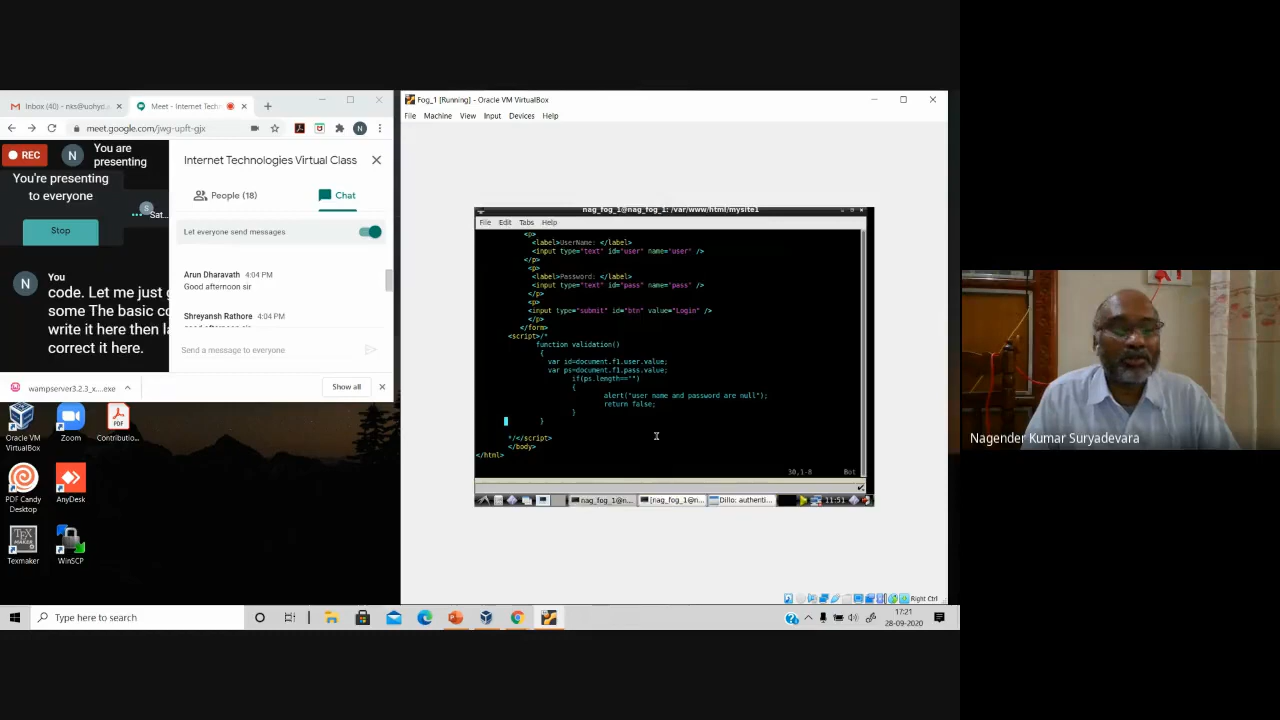 Inbox (40) - nks@uohyd.
Meet - Internet Techn
meet.google.com/jwg-upft-gjx
N
REC
N
You are
presenting
You're presenting
to everyone
S
Sat...
Stop
N
You
code. Let me just g
some The basic co
write it here then la
correct it here.
Internet Technologies Virtual Class
People (18)
Chat
Let everyone send messages
Arun Dharavath 4:04 PM
Good afternoon sir
Shreyansh Rathore 4:04 PM
Send a message to everyone
wampserver3.2.3_x....exe
Show all
Oracle VM
VirtualBox
Zoom
Contributio...
PDF Candy
Desktop
AnyDesk
Texmaker
WinSCP
Fog_1 [Running] - Oracle VM VirtualBox
File Machine View Input Devices Help
nag_fog_1@nag_fog_1: /var/www/html/mysite1
File Edit Tabs Help
<p>
<label>UserName: </label>
<input type="text" id="user" name="user" />
</p>
<p>
<label>Password: </label>
<input type="text" id="pass" name="pass" />
</p>
<p>
<input type="submit" id="btn" value="Login" />
</p>
</form>
<script>/*
function validation()
{
var id=document.f1.user.value;
var ps=document.f1.pass.value;
if(ps.length=="")
{
alert("user name and password are null");
return false;
}
}
*/</script>
</body>
</html>
30,1-8 Bot
nag_fog_1@n... [nag_fog_1@n... Dillo: authenti... 11:51
Right Ctrl
Type here to search
17:21
28-09-2020
Nagender Kumar Suryadevara